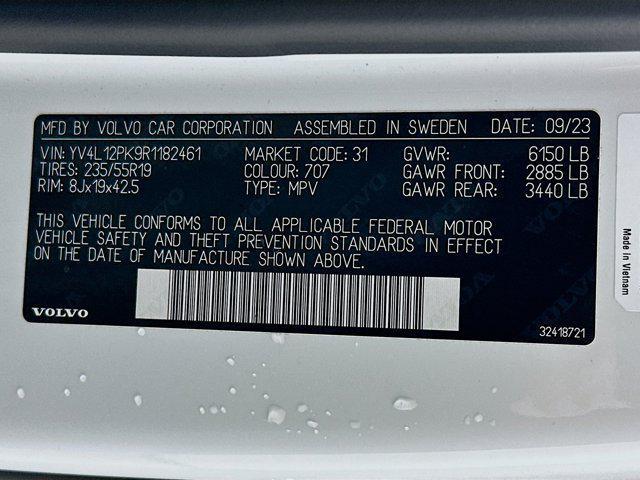 MFD BY VOLVO CAR CORPORATION ASSEMBLED IN SWEDEN DATE: 09/23
VIN: YV4L12PK9R1182461 MARKET CODE: 31 GVWR: 6150 LB
TIRES: 235/55R19 COLOUR: 707 GAWR FRONT: 2885 LB
RIM: 8Jx19x42.5 TYPE: MPV GAWR REAR: 3440 LB
THIS VEHICLE CONFORMS TO ALL APPLICABLE FEDERAL MOTOR
VEHICLE SAFETY AND THEFT PREVENTION STANDARDS IN EFFECT
ON THE DATE OF MANUFACTURE SHOWN ABOVE.
VOLVO
32418721
Made in Vietnam